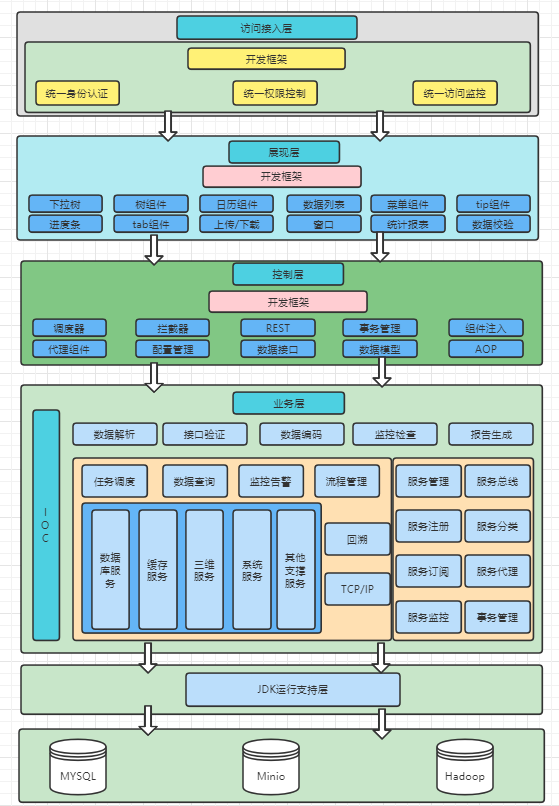 访问接入层
开发框架
统一身份认证 统一权限控制 统一访问监控
展现层
开发框架
下拉树 树组件 日历组件 数据列表 菜单组件 tip组件
进度条 tab组件 上传/下载 窗口 统计报表 数据校验
控制层
开发框架
调度器 拦截器 REST 事务管理 组件注入
代理组件 配置管理 数据接口 数据模型 AOP
业务层
IOC
数据解析 接口验证 数据编码 监控检查 报告生成
任务调度 数据查询 监控告警 流程管理
数据
库服
务
缓存
服务
三维
服务
系统
服务
其他
支撑
服务
回溯
TCP/IP
服务管理 服务总线
服务注册 服务分类
服务订阅 服务代理
服务监控 事务管理
JDK运行支持层
MYSQL Minio Hadoop